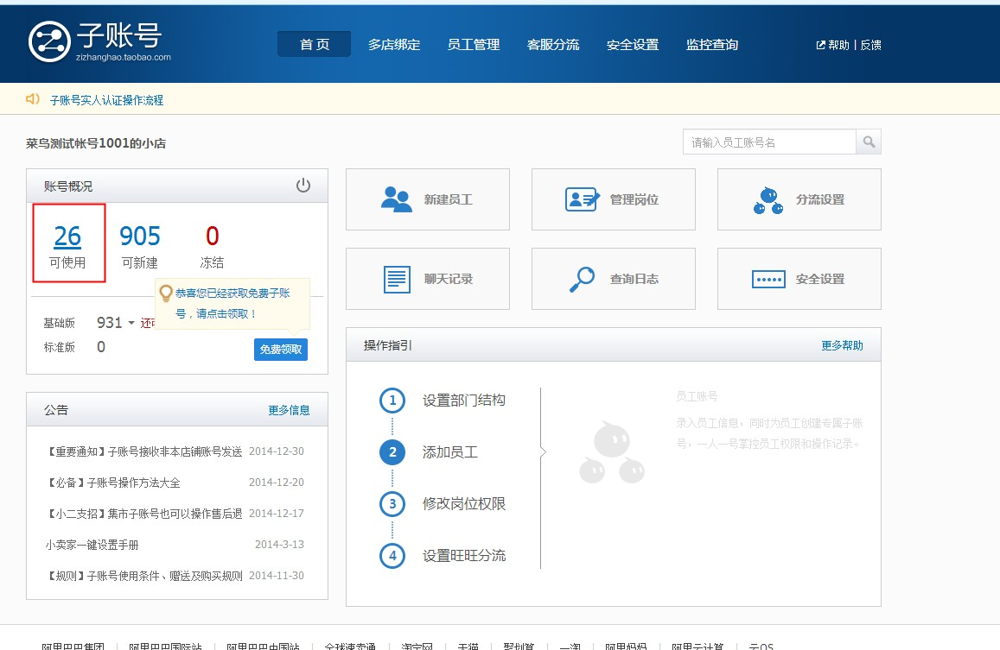 子账号
zizhanghao.taobao.com
首 页 多店绑定 员工管理 客服分流 安全设置 监控查询 帮助 | 反馈
子账号实人认证操作流程
菜鸟测试帐号1001的小店
请输入员工账号名
账号概况
26 905 0
可使用 可新建 冻结
恭喜您已经获取免费子账
号，请点击领取！
基础版 931 还
标准版 0
免费领取
新建员工 管理岗位 分流设置
聊天记录 查询日志 安全设置
公告 更多信息
【重要通知】子账号接收非本店铺账号发送 2014-12-30
【必备】子账号操作方法大全 2014-12-20
【小二支招】集市子账号也可以操作售后退 2014-12-17
小卖家一键设置手册 2014-3-13
【规则】子账号使用条件、赠送及购买规则 2014-11-30
操作指引 更多帮助
1 设置部门结构
2 添加员工
3 修改岗位权限
4 设置旺旺分流
员工账号
录入员工信息，同时为员工创建专属子账
号，一人一号掌控员工权限和操作记录。
阿里巴巴集团 | 阿里巴巴国际站 | 阿里巴巴中国站 | 全球速卖通 | 淘宝网 | 天猫 | 聚划算 | 一淘 | 阿里妈妈 | 阿里云计算 | 云OS